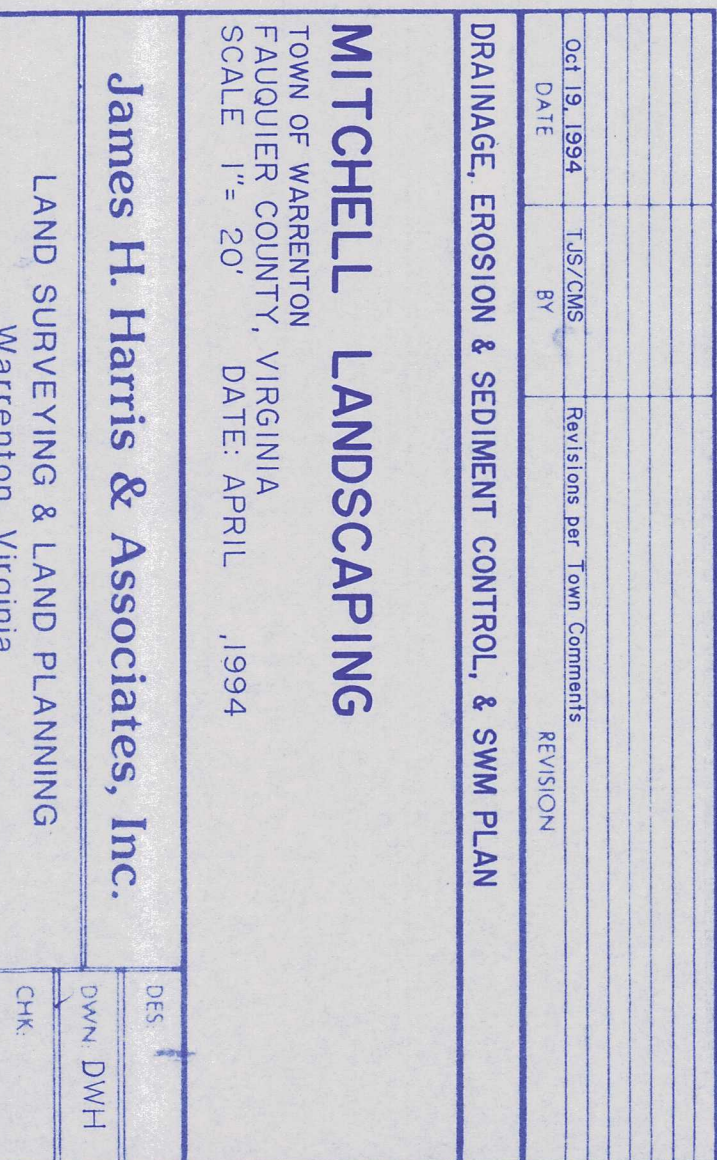 Oct 19, 1994 TJS/CMS Revisions per Town Comments
DATE BY REVISION
DRAINAGE, EROSION & SEDIMENT CONTROL, & SWM PLAN
MITCHELL LANDSCAPING
TOWN OF WARRENTON
FAUQUIER COUNTY, VIRGINIA
SCALE 1"= 20' DATE: APRIL ,1994
James H. Harris & Associates, Inc.
LAND SURVEYING & LAND PLANNING
Warrenton, Virginia
DES.
DWN: DWH
CHK: